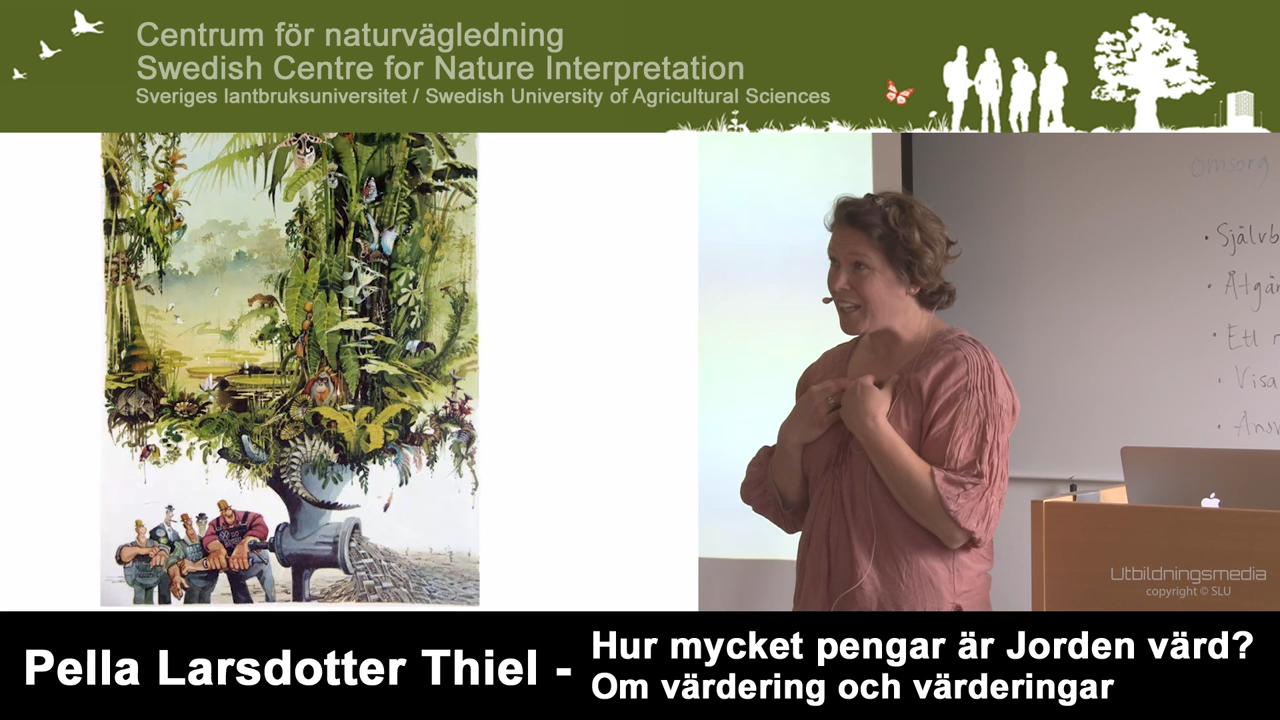 Centrum för naturvägledning
Swedish Centre for Nature Interpretation
Sveriges lantbruksuniversitet / Swedish University of Agricultural Sciences
omsorg
• Självb
• Åtgär
• Ett
• Visa
• Ansv
Utbildningsmedia
copyright © SLU
Pella Larsdotter Thiel -
Hur mycket pengar är Jorden värd?
Om värdering och värderingar